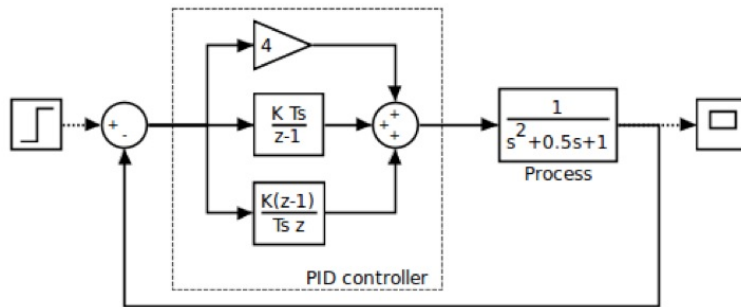 4
+
-
K Ts
z-1
+
+
+
1
s²+0.5s+1
Process
K(z-1)
Ts z
PID controller